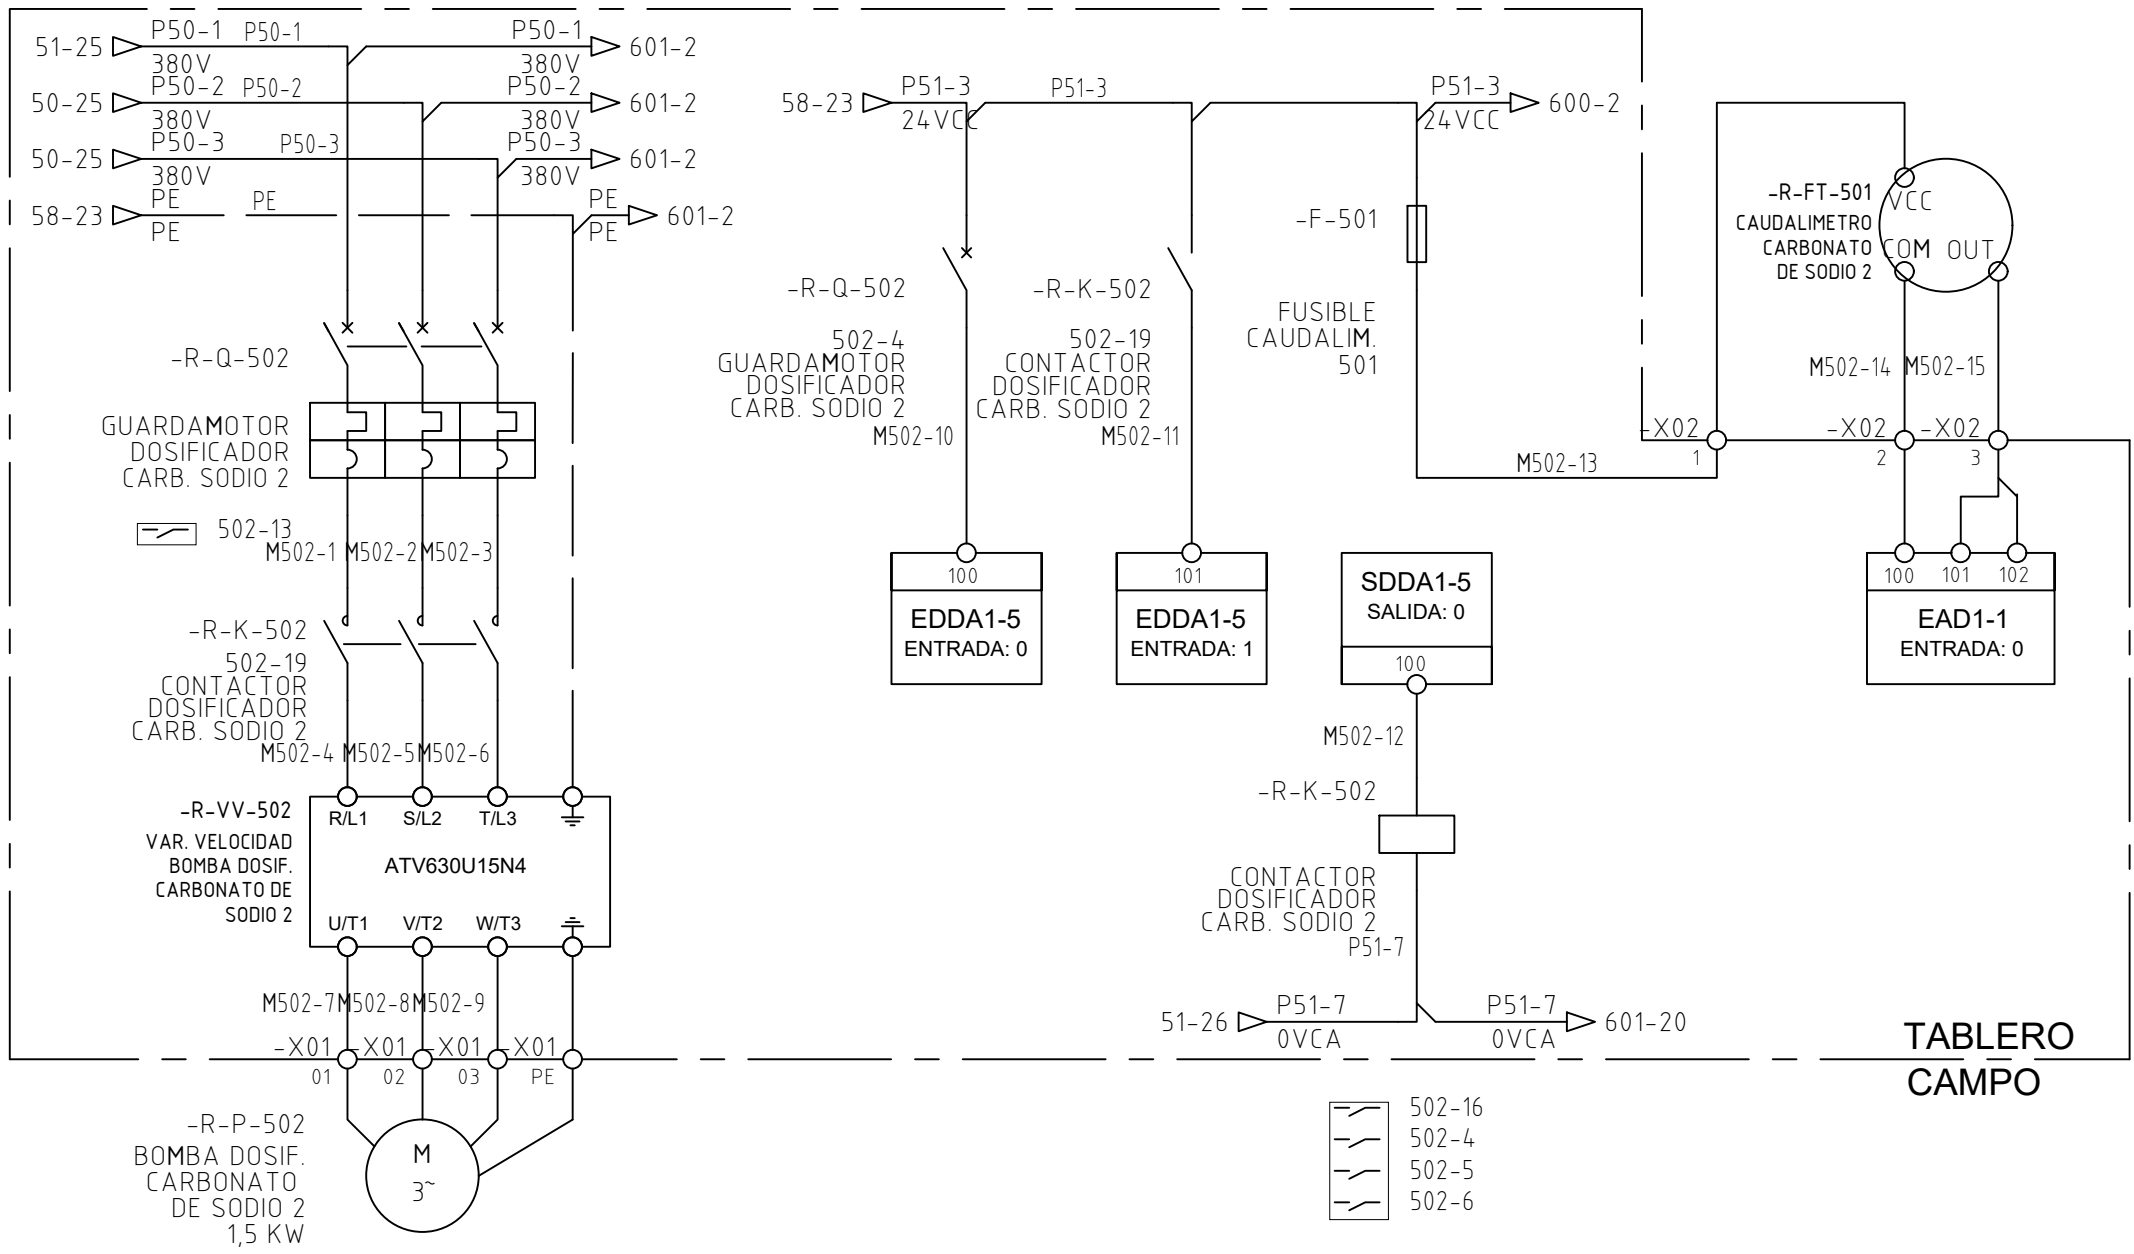 51-25
P50-1
P50-1
380V
P50-1
380V
601-2
50-25
P50-2
P50-2
380V
P50-2
380V
601-2
50-25
P50-3
P50-3
380V
P50-3
380V
601-2
58-23
PE
PE
PE
PE
PE
601-2
58-23
P51-3
24VCC
P51-3
P51-3
24VCC
600-2
-R-Q-502
GUARDAMOTOR
DOSIFICADOR
CARB. SODIO 2
502-13
M502-1
M502-2
M502-3
-R-K-502
502-19
CONTACTOR
DOSIFICADOR
CARB. SODIO 2
M502-4
M502-5
M502-6
-R-VV-502
VAR. VELOCIDAD
BOMBA DOSIF.
CARBONATO DE
SODIO 2
R/L1
S/L2
T/L3
ATV630U15N4
U/T1
V/T2
W/T3
M502-7
M502-8
M502-9
-X01
01
-X01
02
-X01
03
-X01
PE
-R-P-502
BOMBA DOSIF.
CARBONATO
DE SODIO 2
1,5 KW
M
3~
-R-Q-502
502-4
GUARDAMOTOR
DOSIFICADOR
CARB. SODIO 2
M502-10
100
EDDA1-5
ENTRADA: 0
-R-K-502
502-19
CONTACTOR
DOSIFICADOR
CARB. SODIO 2
M502-11
101
EDDA1-5
ENTRADA: 1
-F-501
FUSIBLE
CAUDALIM.
501
M502-13
SDDA1-5
SALIDA: 0
100
M502-12
-R-K-502
CONTACTOR
DOSIFICADOR
CARB. SODIO 2
P51-7
51-26
P51-7
0VCA
P51-7
0VCA
601-20
-R-FT-501
CAUDALIMETRO
CARBONATO
DE SODIO 2
VCC
COM
OUT
M502-14
M502-15
-X02
1
-X02
2
-X02
3
100
101
102
EAD1-1
ENTRADA: 0
TABLERO
CAMPO
502-16
502-4
502-5
502-6